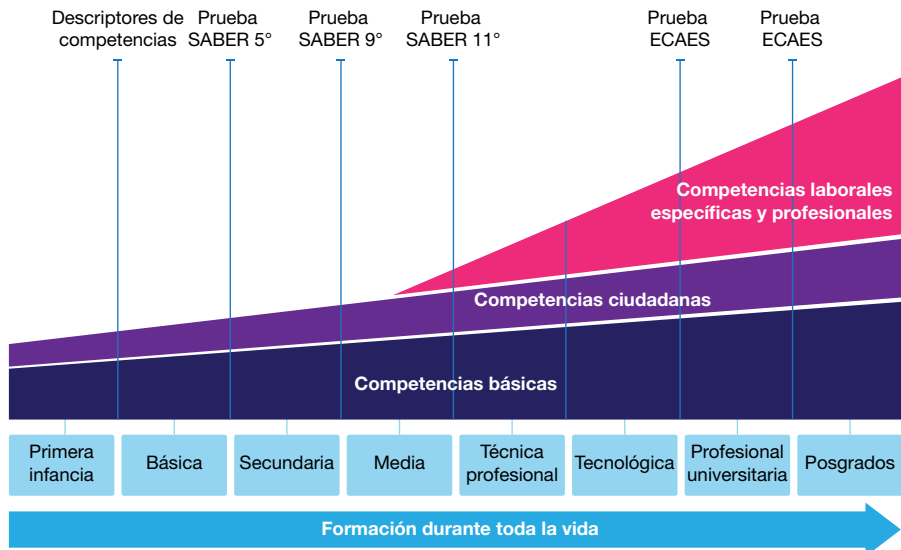 Descriptores de
competencias
Prueba
SABER 5°
Prueba
SABER 9°
Prueba
SABER 11°
Prueba
ECAES
Prueba
ECAES
Competencias laborales
específicas y profesionales
Competencias ciudadanas
Competencias básicas
Primera
infancia
Básica
Secundaria
Media
Técnica
profesional
Tecnológica
Profesional
universitaria
Posgrados
Formación durante toda la vida